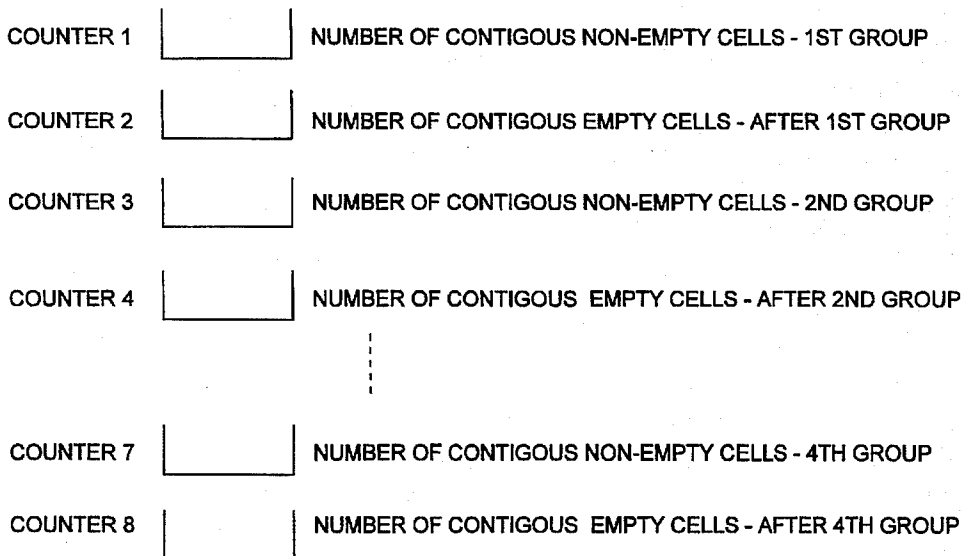 COUNTER 1 NUMBER OF CONTIGOUS NON-EMPTY CELLS - 1ST GROUP
COUNTER 2 NUMBER OF CONTIGOUS EMPTY CELLS - AFTER 1ST GROUP
COUNTER 3 NUMBER OF CONTIGOUS NON-EMPTY CELLS - 2ND GROUP
COUNTER 4 NUMBER OF CONTIGOUS EMPTY CELLS - AFTER 2ND GROUP
COUNTER 7 NUMBER OF CONTIGOUS NON-EMPTY CELLS - 4TH GROUP
COUNTER 8 NUMBER OF CONTIGOUS EMPTY CELLS - AFTER 4TH GROUP